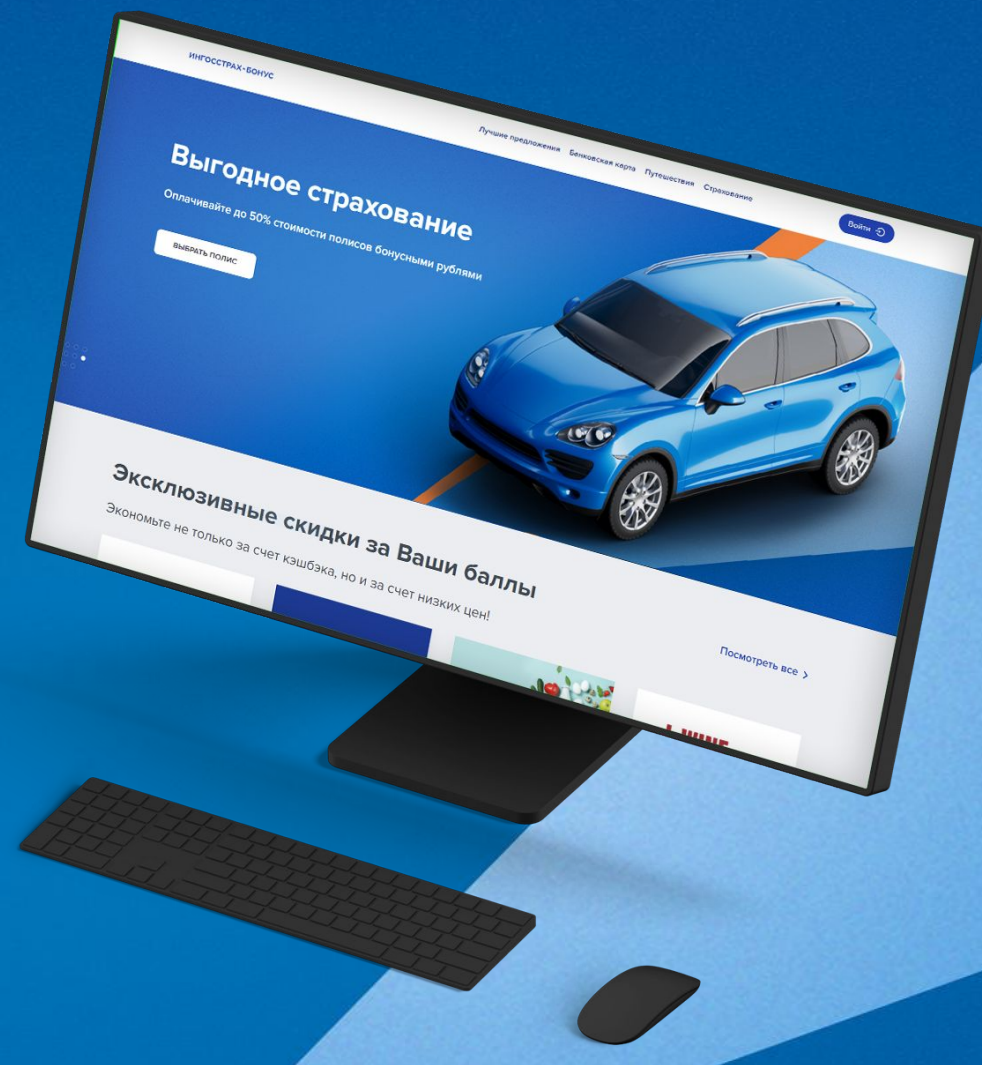 ИНГОССТРАХ-БОНУС
Лучшие предложения Банковская карта Путешествия Страхование
Войти
Выгодное страхование
Оплачивайте до 50% стоимости полисов бонусными рублями
ВЫБРАТЬ ПОЛИС
Эксклюзивные скидки за Ваши баллы
Экономьте не только за счет кэшбэка, но и за счет низких цен!
Посмотреть все